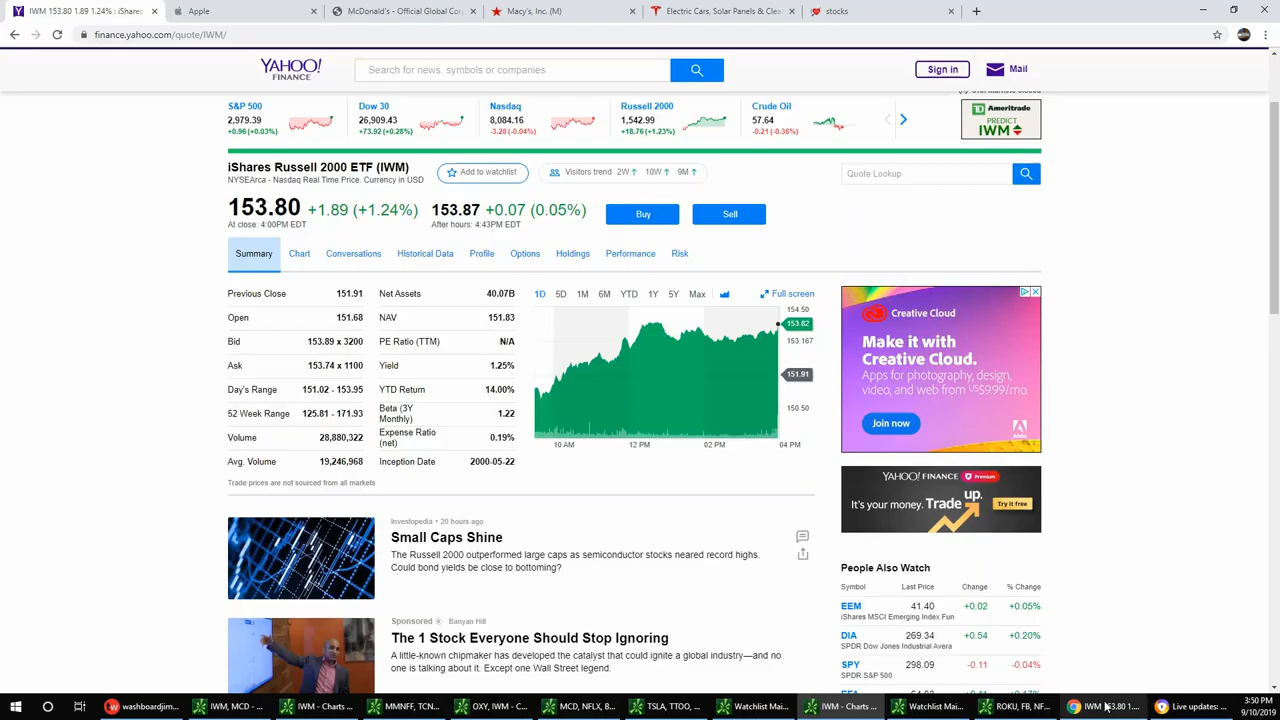 IWM 153.80 1.89 1.24% : iShares
Apple
McDonald's - Official Global Cor
Macy's, Inc. (M)
Electric Cars, Solar Panels & Clea
stocks
finance.yahoo.com/quote/IWM/
YAHOO! FINANCE
Search for news, symbols or companies
Sign in
Mail
S&P 500 Dow 30 Nasdaq Russell 2000 Crude Oil
2,979.39 26,909.43 8,084.16 1,542.99 57.64
+0.96 (+0.03%) +73.92 (+0.28%) -3.28 (-0.04%) +18.76 (+1.23%) -0.21 (-0.36%)
TD Ameritrade
PREDICT
IWM
iShares Russell 2000 ETF (IWM)
NYSEArca - Nasdaq Real Time Price. Currency in USD
Add to watchlist
Visitors trend 2W↑ 10W↑ 9M↑
Quote Lookup
153.80 +1.89 (+1.24%) 153.87 +0.07 (0.05%)
At close: 4:00PM EDT After hours: 4:43PM EDT
Buy Sell
Summary Chart Conversations Historical Data Profile Options Holdings Performance Risk
Previous Close 151.91 Net Assets 40.07B
Open 151.68 NAV 151.83
Bid 153.89 x 3200 PE Ratio (TTM) N/A
Ask 153.74 x 1100 Yield 1.25%
Day's Range 151.02 - 153.95 YTD Return 14.00%
52 Week Range 125.81 - 171.93 Beta (3Y Monthly) 1.22
Volume 28,880,322 Expense Ratio (net) 0.19%
Avg. Volume 19,246,968 Inception Date 2000-05-22
Trade prices are not sourced from all markets
1D 5D 1M 6M YTD 1Y 5Y Max Full screen
154.50
153.82
153.167
151.91
150.50
10 AM 12 PM 02 PM 04 PM
Creative Cloud
Make it with
Creative Cloud.
Apps for photography, design,
video, and web from US$9.99/mo.
Join now
Adobe
YAHOO! FINANCE Premium
It's your money. Trade up.
Try it free
Investopedia • 20 hours ago
Small Caps Shine
The Russell 2000 outperformed large caps as semiconductor stocks neared record highs.
Could bond yields be close to bottoming?
Sponsored Banyan Hill
The 1 Stock Everyone Should Stop Ignoring
A little-known chipmaker has developed the catalyst that could ignite a global industry—and no
one is talking about it. Except one Wall Street legend.
People Also Watch
Symbol Last Price Change % Change
EEM 41.40 +0.02 +0.05%
iShares MSCI Emerging Index Fun
DIA 269.34 +0.54 +0.20%
SPDR Dow Jones Industrial Avera
SPY 298.09 -0.11 -0.04%
SPDR S&P 500
washboardjim...
IWM, MCD - ...
IWM - Charts ...
MMNFF, TCN...
OXY, IWM - C...
MCD, NFLX, B...
TSLA, TTOO, ...
Watchlist Mai...
IWM - Charts ...
Watchlist Mai...
ROKU, FB, NF...
IWM 153.80 1....
Live updates: ...
3:50 PM
9/10/2019